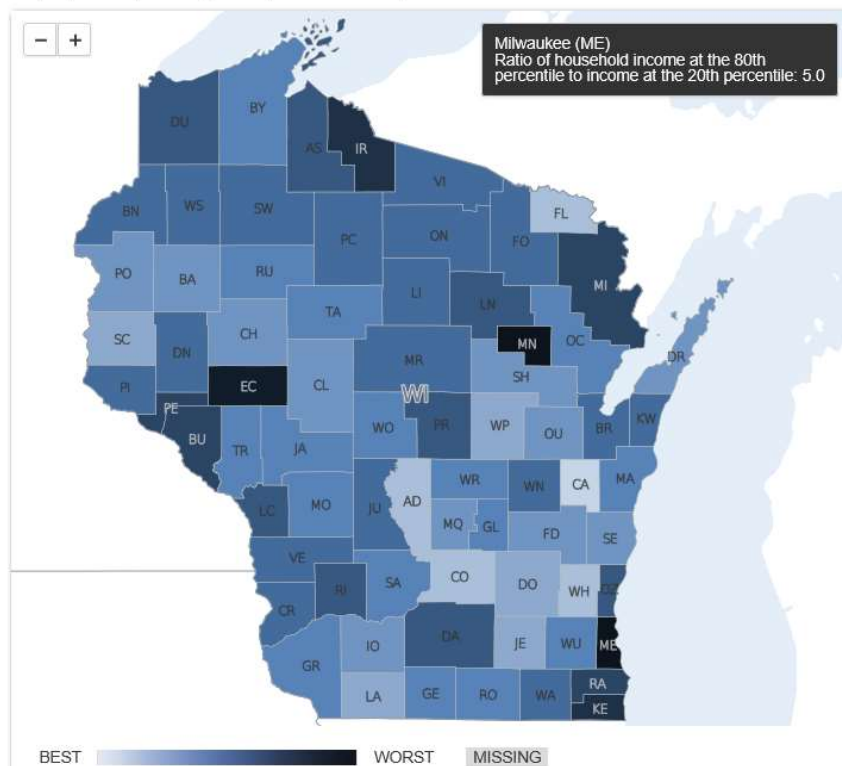 − +
Milwaukee (ME)
Ratio of household income at the 80th
percentile to income at the 20th percentile: 5.0
DU
BY
AS
IR
VI
FL
BN
WS
SW
PC
ON
FO
MI
PO
BA
RU
LI
LN
TA
OC
SC
DN
CH
MN
DR
MR
SH
PI
EC
CL
WI
PE
BU
TR
JA
WO
PR
WP
OU
BR
KW
LC
MO
JU
AD
WR
WN
CA
MA
MQ
GL
FD
SE
VE
RI
SA
CO
DO
WH
OZ
CR
GR
IO
DA
JE
WU
ME
LA
GE
RO
WA
RA
KE
BEST WORST MISSING